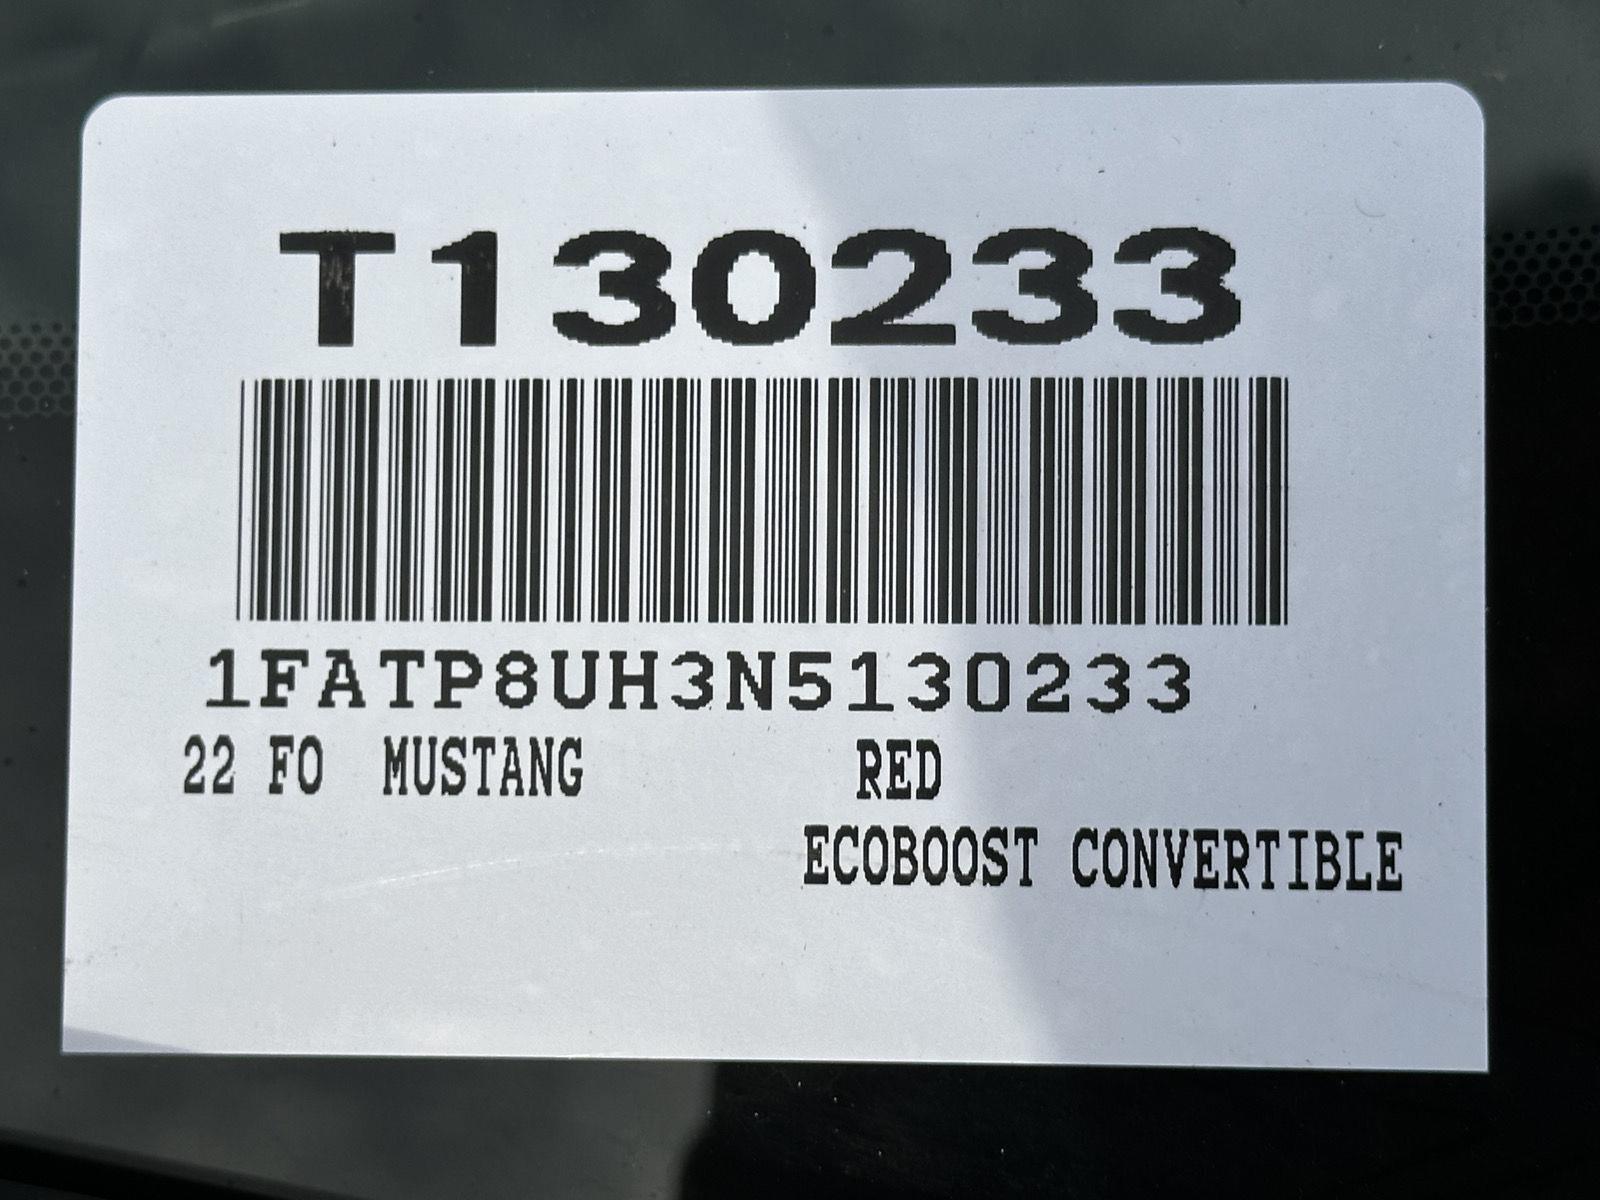 T130233
1FATP8UH3N5130233
22 FO MUSTANG RED
ECOBOOST CONVERTIBLE